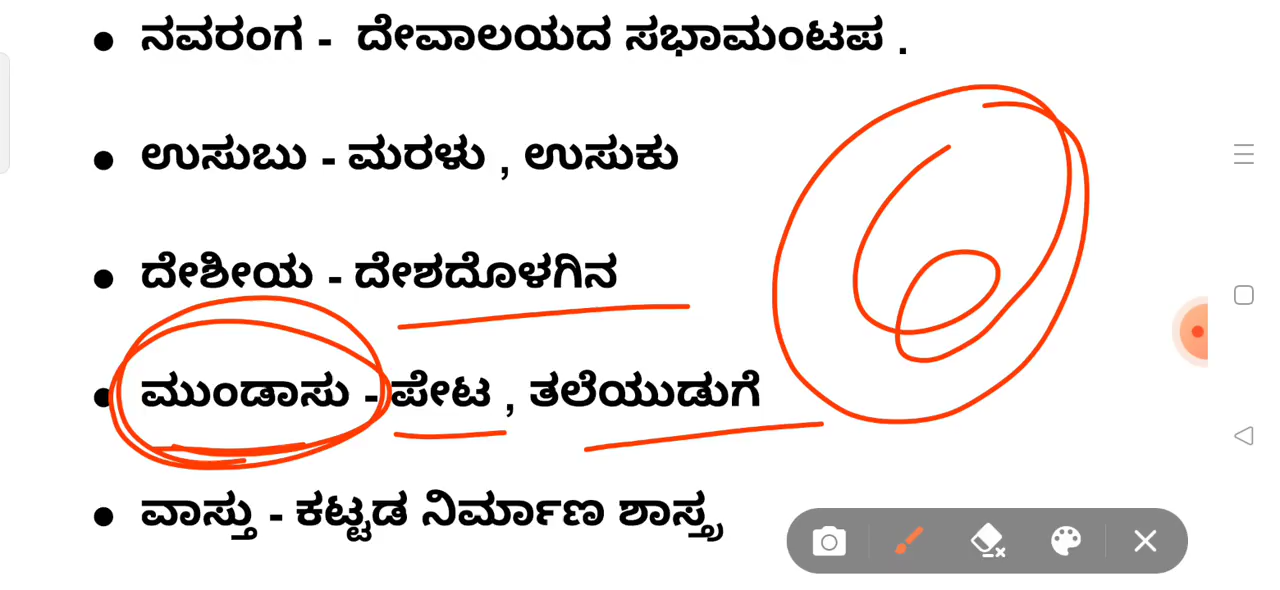 • ನವರಂಗ - ದೇವಾಲಯದ ಸಭಾಮಂಟಪ .
• ಉಸುಬು - ಮರಳು , ಉಸುಕು
• ದೇಶೀಯ - ದೇಶದೊಳಗಿನ
• ಮುಂಡಾಸು - ಪೇಟ , ತಲೆಯುಡುಗೆ
• ವಾಸ್ತು - ಕಟ್ಟಡ ನಿರ್ಮಾಣ ಶಾಸ್ತ್ರ